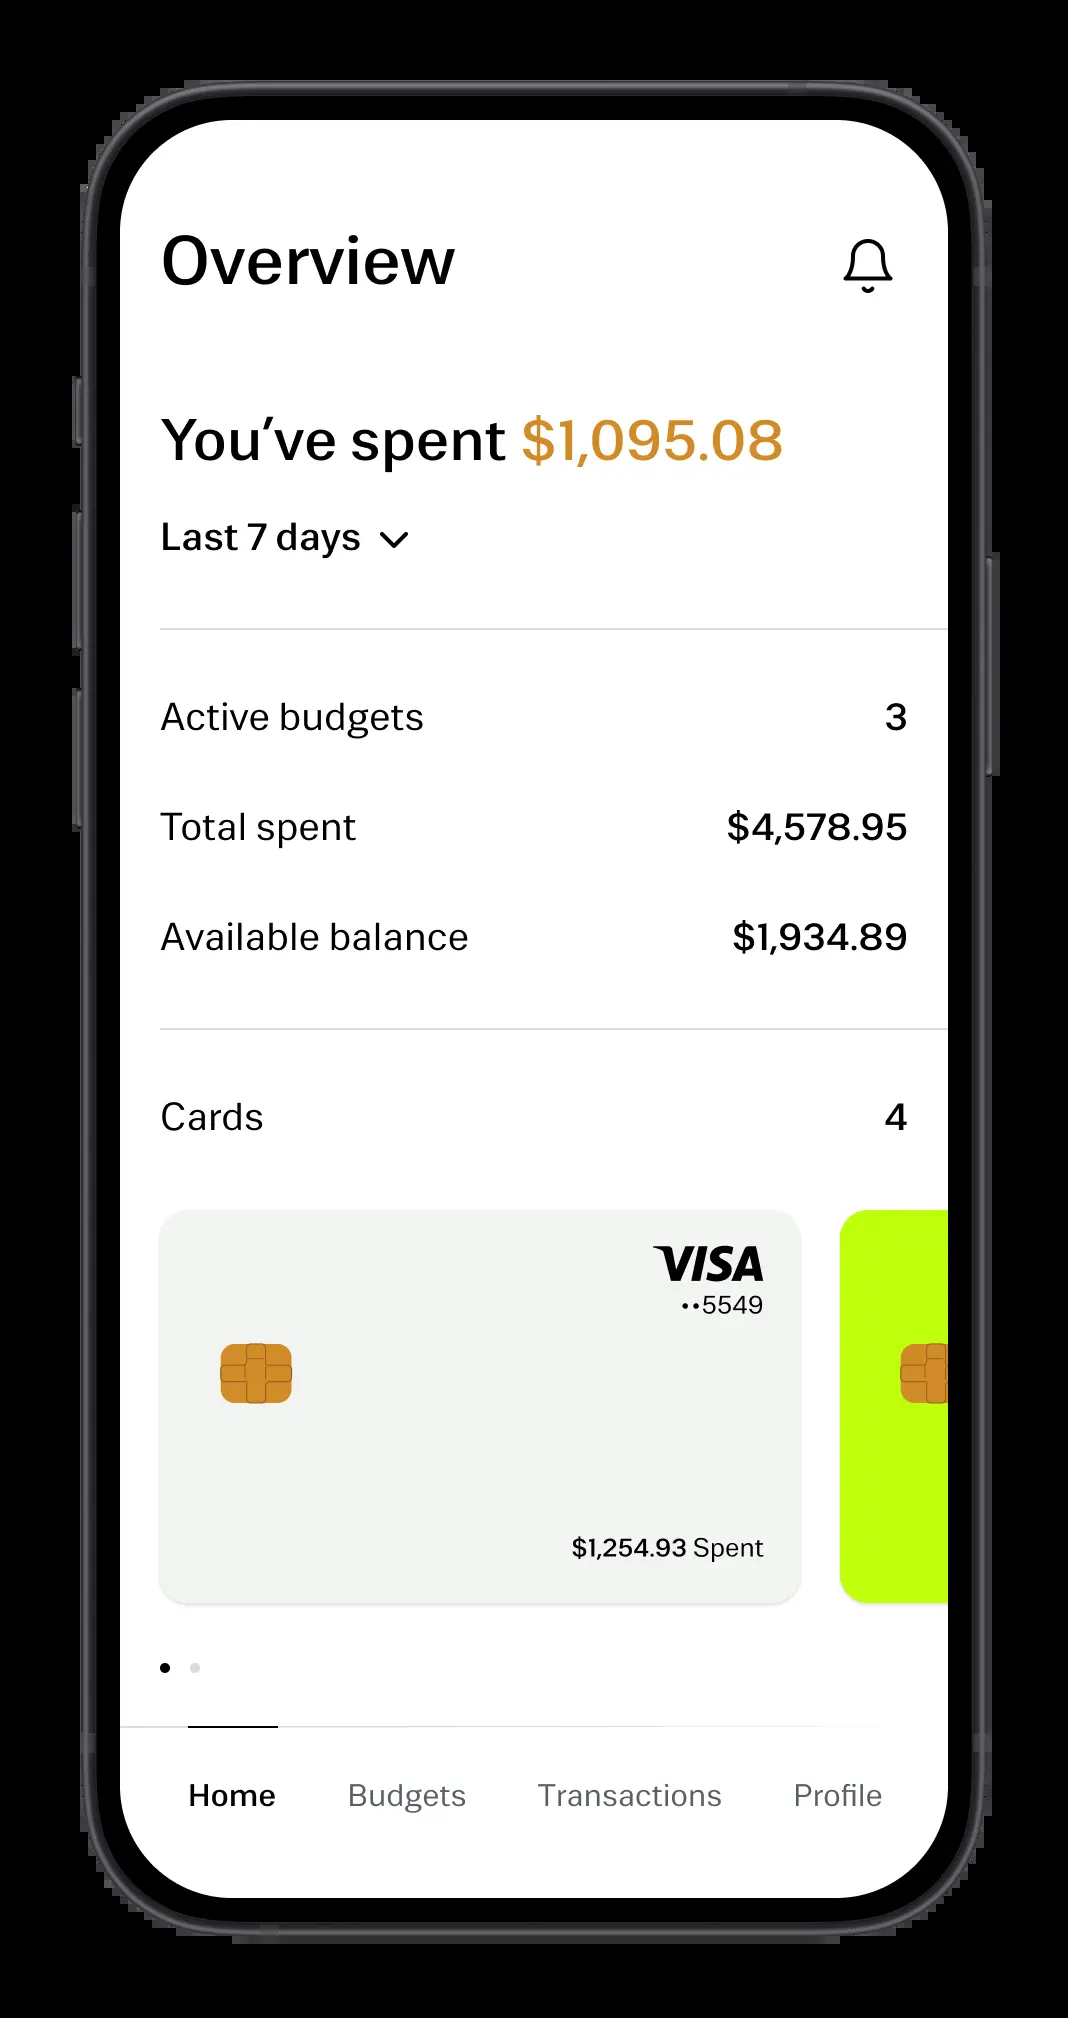 Overview
You’ve spent $1,095.08
Last 7 days
Active budgets 3
Total spent $4,578.95
Available balance $1,934.89
Cards 4
VISA
••5549
$1,254.93 Spent
Home Budgets Transactions Profile